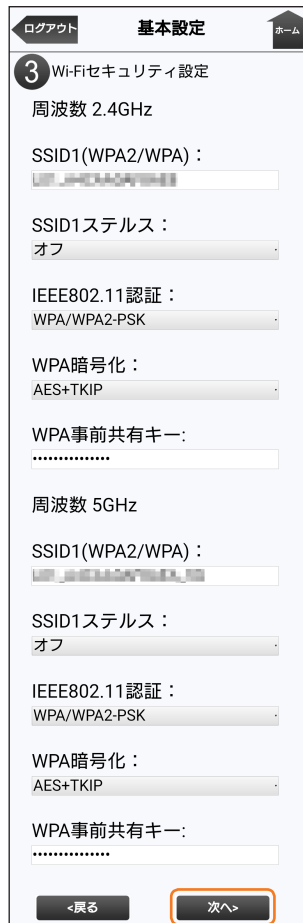 ログアウト
基本設定
ホーム
3 Wi-Fiセキュリティ設定
周波数 2.4GHz
SSID1(WPA2/WPA)：
SSID1ステルス：
オフ
IEEE802.11認証：
WPA/WPA2-PSK
WPA暗号化：
AES+TKIP
WPA事前共有キー:
•••••••••••••••
周波数 5GHz
SSID1(WPA2/WPA)：
SSID1ステルス：
オフ
IEEE802.11認証：
WPA/WPA2-PSK
WPA暗号化：
AES+TKIP
WPA事前共有キー:
•••••••••••••••
<戻る
次へ>